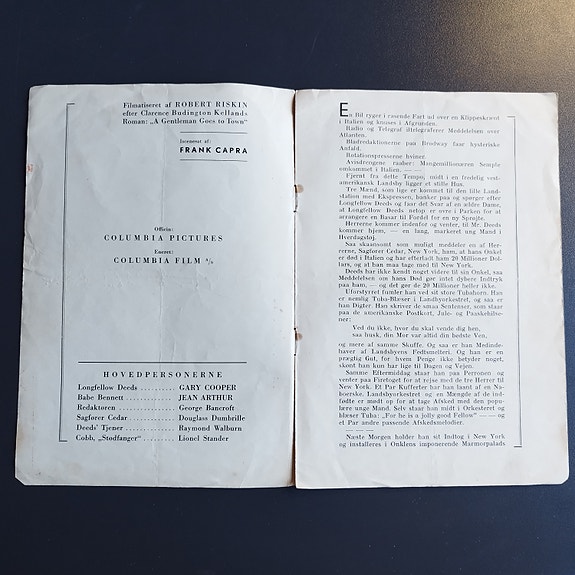 Filmatiseret af ROBERT RISKIN
efter Clarence Budington Kellands
Roman: „A Gentleman Goes to Town"
Isceneret af:
FRANK CAPRA
Officin:
COLUMBIA PICTURES
Eneret:
COLUMBIA FILM A/S
HOVEDPERSONERNE
Longfellow Deeds .......... GARY COOPER
Babe Bennett .............. JEAN ARTHUR
Redaktøren ................ George Bancroft
Sagfører Cedar ............ Douglass Dumbrille
Deeds' Tjener ............. Raymond Walburn
Cobb, „Stodfanger" ........ Lionel Stander
En Bil ryger i rasende Fart ud over en Klippeskrænt
i Italien og knuses i Afgrunden.
Radio og Telegraf iltelegraferer Meddelelsen over
Atlanten.
Bladredaktionerne paa Broadway faar hysteriske
Anfald.
Rotationspresserne hviner.
Avisdrengene raaber: Mangemillionæren Semple
omkommet i Italien. — —
Fjernt fra dette Tempo, midt i en fredelig vest-
amerikansk Landsby ligger et stille Hus.
Tre Mænd, som lige er kommet til den lille Land-
station med Ekspressen, banker paa og spørger efter
Longfellow Deeds og faar det Svar af en ældre Dame,
at Longfellow Deeds netop er ovre i Parken for at
arrangere en Basar til Fordel for en ny Sprøjte.
Herrerne kommer indenfor og venter, til Mr. Deeds
kommer hjem, — en lang, markeret ung Mand i
Hverdagstøj.
Saa skaansomt som muligt meddeler en af Her-
rerne, Sagfører Cedar, New York, ham, at hans Onkel
er død i Italien og har efterladt ham 20 Millioner Dol-
lars, og at han maa tage med til New York.
Deeds bar ikke kendt noget videre til sin Onkel, saa
Meddelelsen om hans Død gør intet dybere Indtryk
paa ham, — og det gør de 20 Millioner heller ikke.
Uforstyrret fumler han ved sit store Tubahorn. Han
er nemlig Tuba-Blæser i Landbyorkestret, og saa er
han Digter. Han skriver de smaa Sentenser, som staar
paa de amerikanske Postkort, Jule- og Paaskehilse-
ner:
Ved du ikke, hvor du skal vende dig hen,
saa husk, din Mor var altid din bedste Ven,
og mere af samme Skuffe. Og saa er han Medinde-
haver af Landsbyens Fedtsmelteri. Og han er en
prægtig Gut, for hvem Penge ikke betyder noget,
skønt han kun har lige til Dagen og Vejen.
Samme Eftermiddag staar han paa Perronen og
venter paa FireToget for at rejse med de tre Herrer til
New York. Et Par Kufferter bar han laant af en Na-
boerske. Landsbyorkestret og en Mængde af de ind-
fødte er mødt op for at tage Afsked med den popu-
lære unge Mand. Selv staar han midt i Orkestret og
blæser Tuba: „For he is a jolly good Fellow" — og
et Par andre passende Afskedsmelodier.
— — — —
Næste Morgen holder han sit Indtog i New York
og installeres i Onklens imponerende Marmorpalads